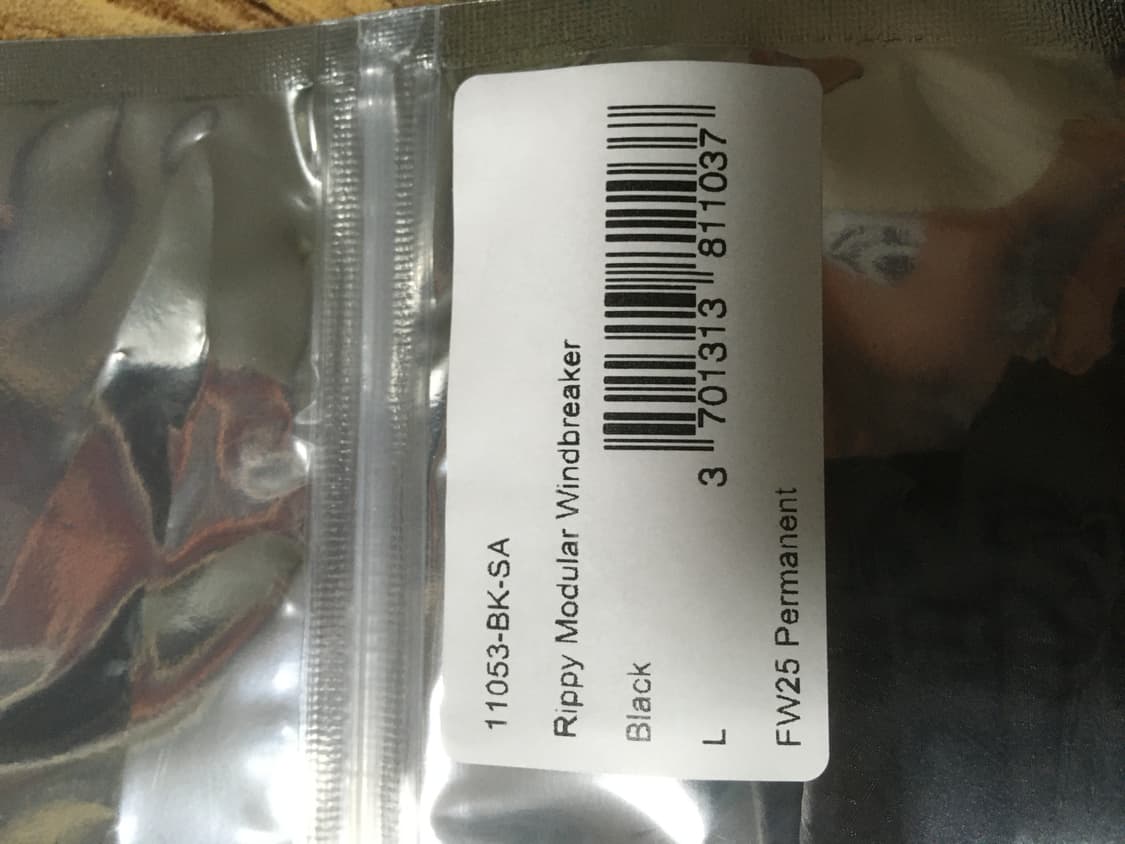 11053-BK-SA
Rippy Modular Windbreaker
Black
L
3 701313 811037
FW25 Permanent